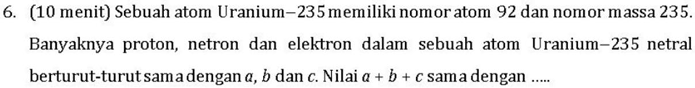 6. (10 menit) Sebuah atom Uranium−235 memiliki nomor atom 92 dan nomor massa 235.
Banyaknya proton, netron dan elektron dalam sebuah atom Uranium−235 netral
berturut-turut sama dengan a, b dan c. Nilai a + b + c sama dengan .....